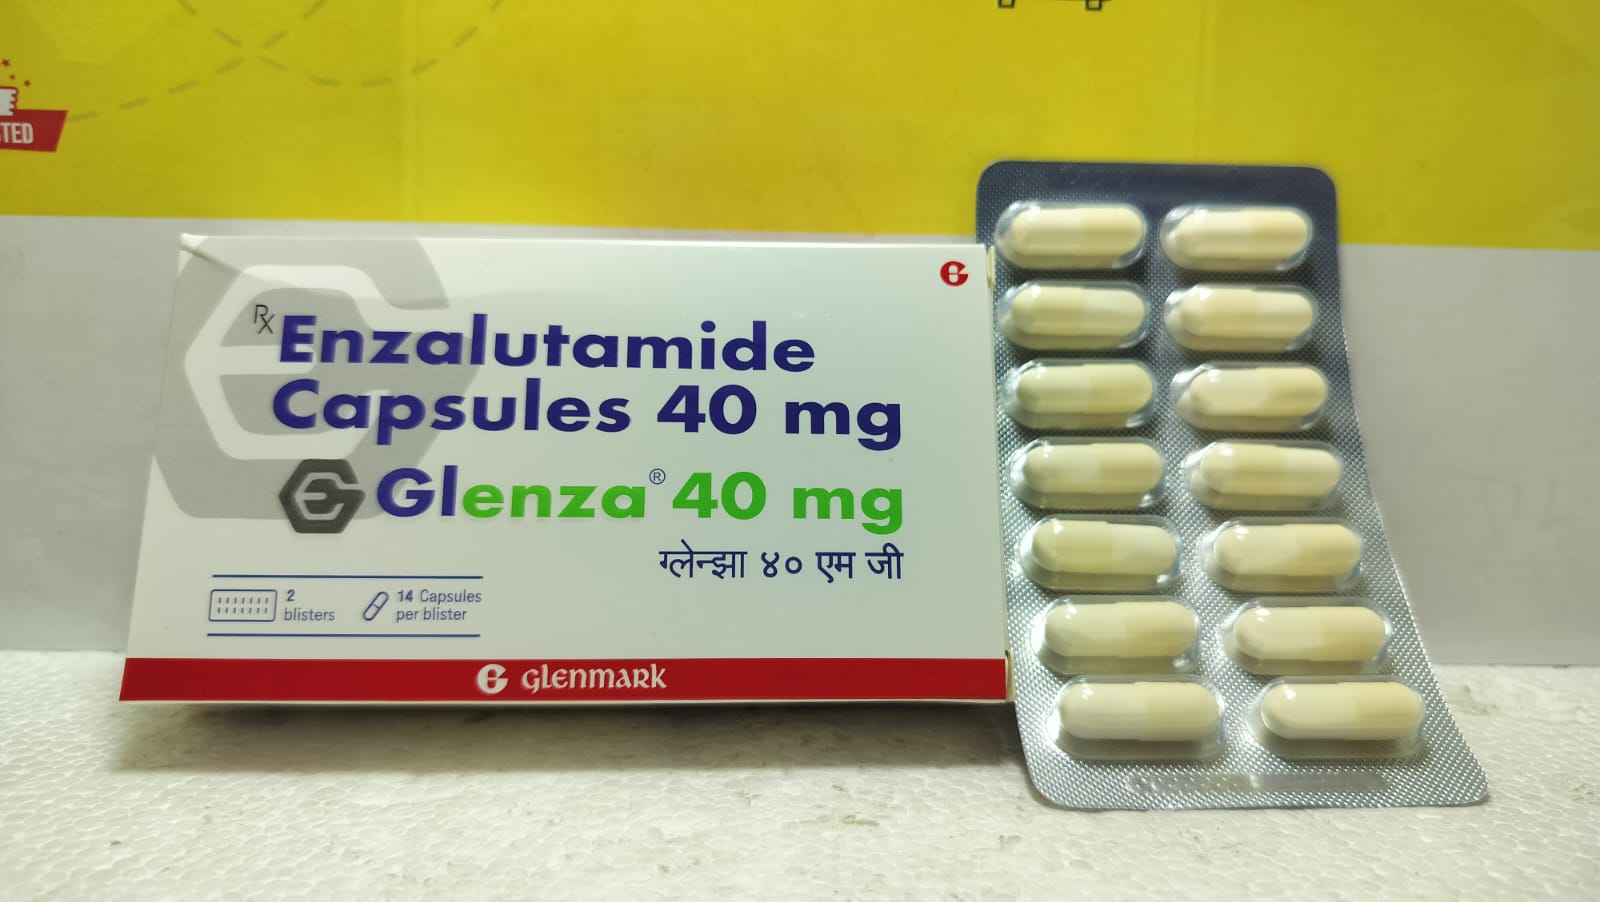 TED
Rx Enzalutamide
Capsules 40 mg
Glenza® 40 mg
ग्लेन्झा ४० एम जी
2 blisters
14 Capsules per blister
glenmark